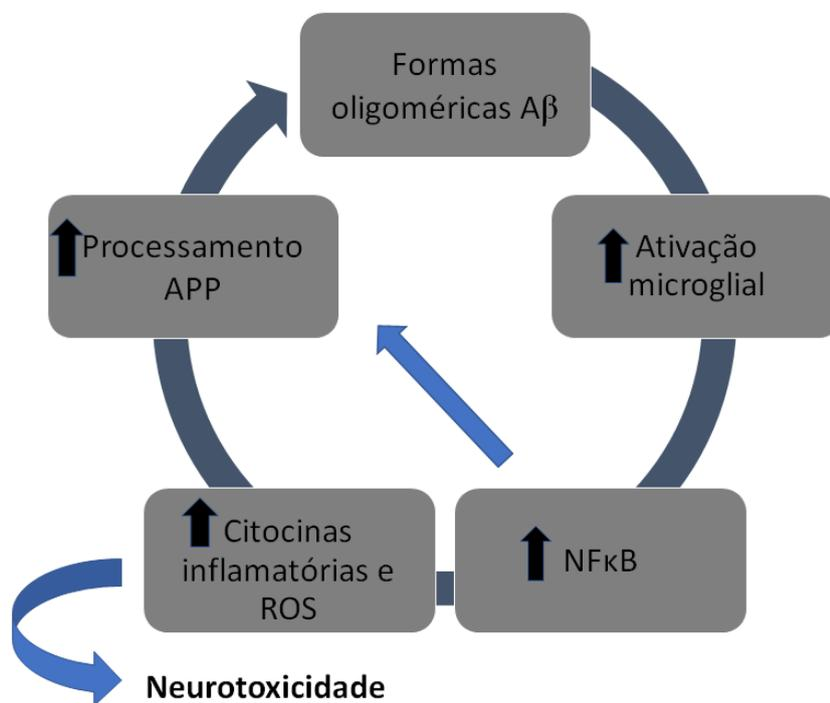 Formas
oligoméricas Aβ
Ativação
microglial
NFκB
Citocinas
inflamatórias e
ROS
Processamento
APP
Neurotoxicidade